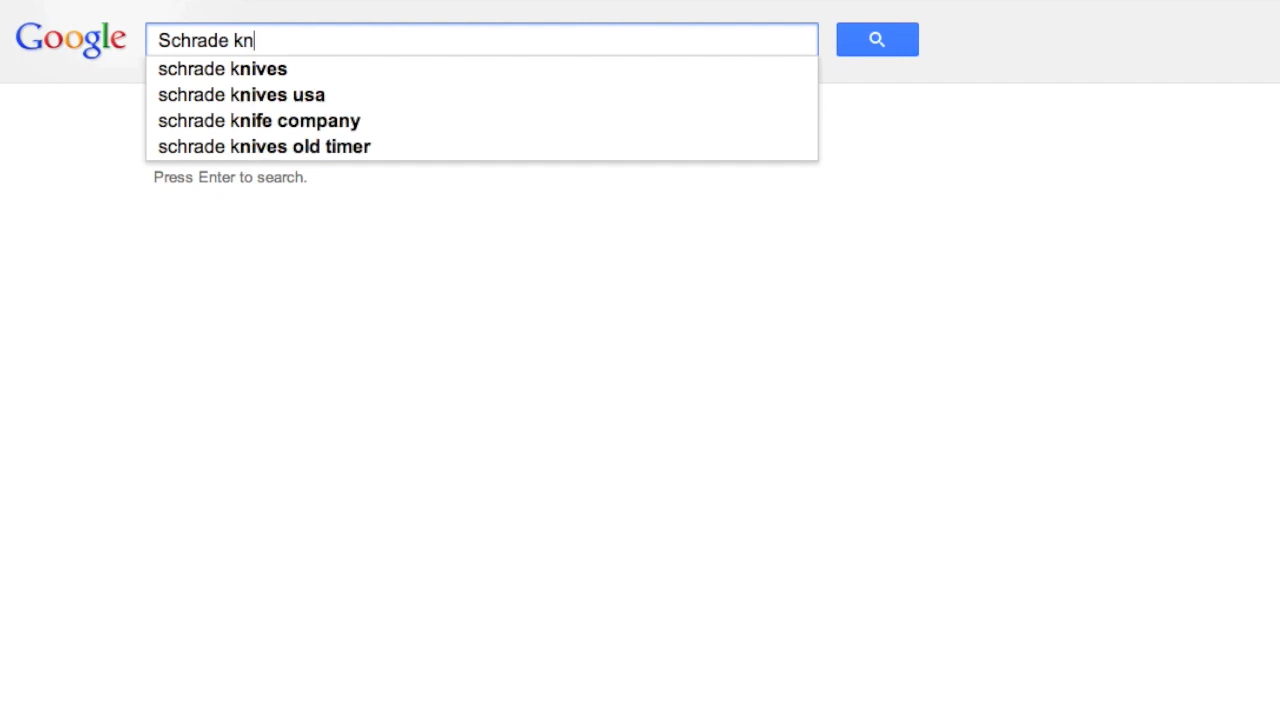 Google
Schrade kn
schrade knives
schrade knives usa
schrade knife company
schrade knives old timer
Press Enter to search.